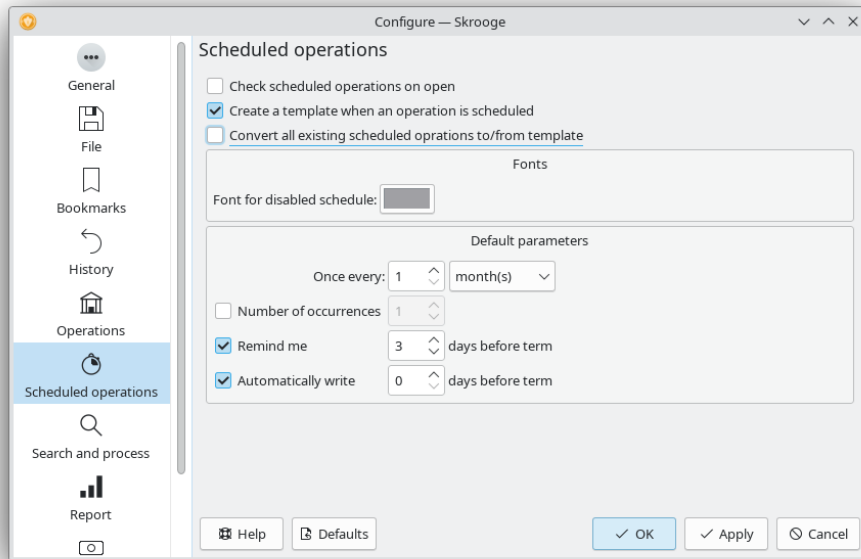 Configure — Skrooge
General
File
Bookmarks
History
Operations
Scheduled operations
Search and process
Report
Scheduled operations
Check scheduled operations on open
Create a template when an operation is scheduled
Convert all existing scheduled oprations to/from template
Fonts
Font for disabled schedule:
Default parameters
Once every: 1 month(s)
Number of occurrences 1
Remind me 3 days before term
Automatically write 0 days before term
Help Defaults OK Apply Cancel